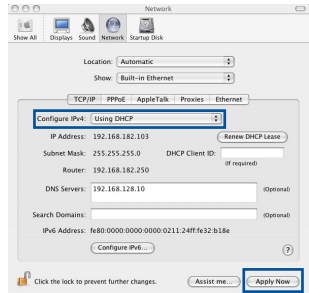 Network
Show All Displays Sound Network Startup Disk
Location: Automatic
Show: Built-in Ethernet
TCP/IP PPPoE AppleTalk Proxies Ethernet
Configure IPv4: Using DHCP
IP Address: 192.168.182.103 Renew DHCP Lease
Subnet Mask: 255.255.255.0 DHCP Client ID:
(If required)
Router: 192.168.182.250
DNS Servers: 192.168.128.10 (Optional)
Search Domains: (Optional)
IPv6 Address: fe80:0000:0000:0000:0211:24ff:fe32:b18e
Configure IPv6... ?
Click the lock to prevent further changes. Assist me... Apply Now